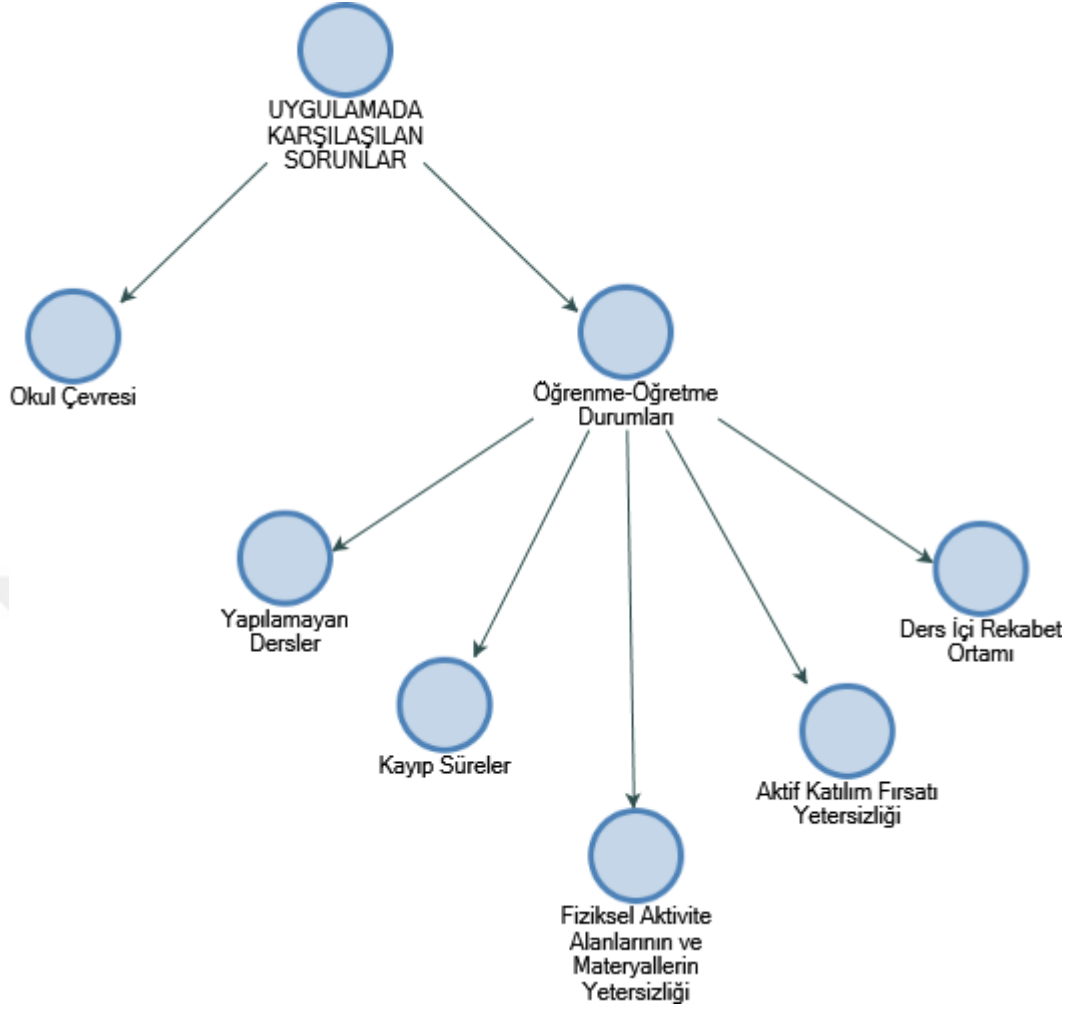 UYGULAMADA
KARŞILAŞILAN
SORUNLAR
Okul Çevresi
Öğrenme-Öğretme
Durumları
Yapılamayan
Dersler
Kayıp Süreler
Fiziksel Aktivite
Alanlarının ve
Materyallerin
Yetersizliği
Aktif Katılım Fırsatı
Yetersizliği
Ders İçi Rekabet
Ortamı